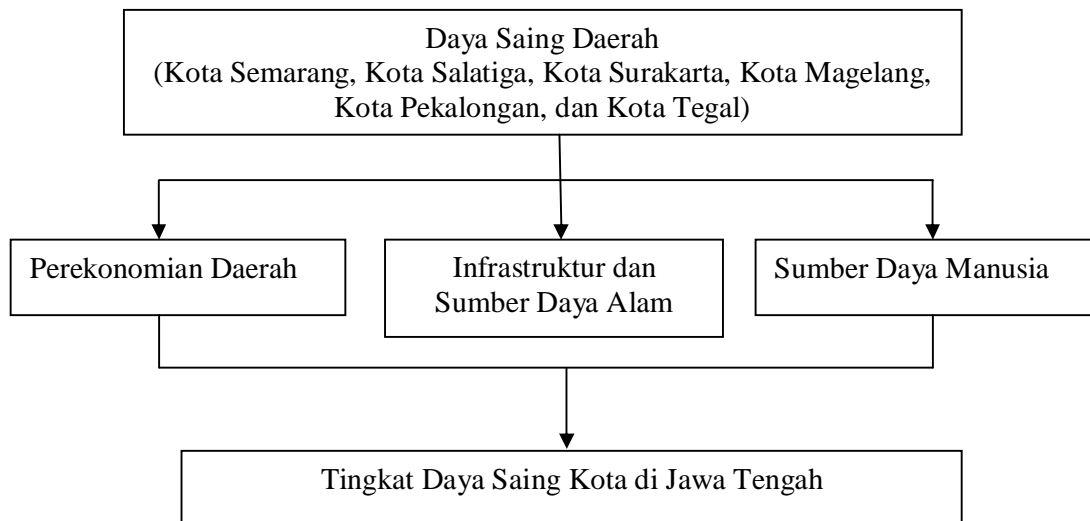 Daya Saing Daerah
(Kota Semarang, Kota Salatiga, Kota Surakarta, Kota Magelang,
Kota Pekalongan, dan Kota Tegal)
Perekonomian Daerah
Infrastruktur dan
Sumber Daya Alam
Sumber Daya Manusia
Tingkat Daya Saing Kota di Jawa Tengah